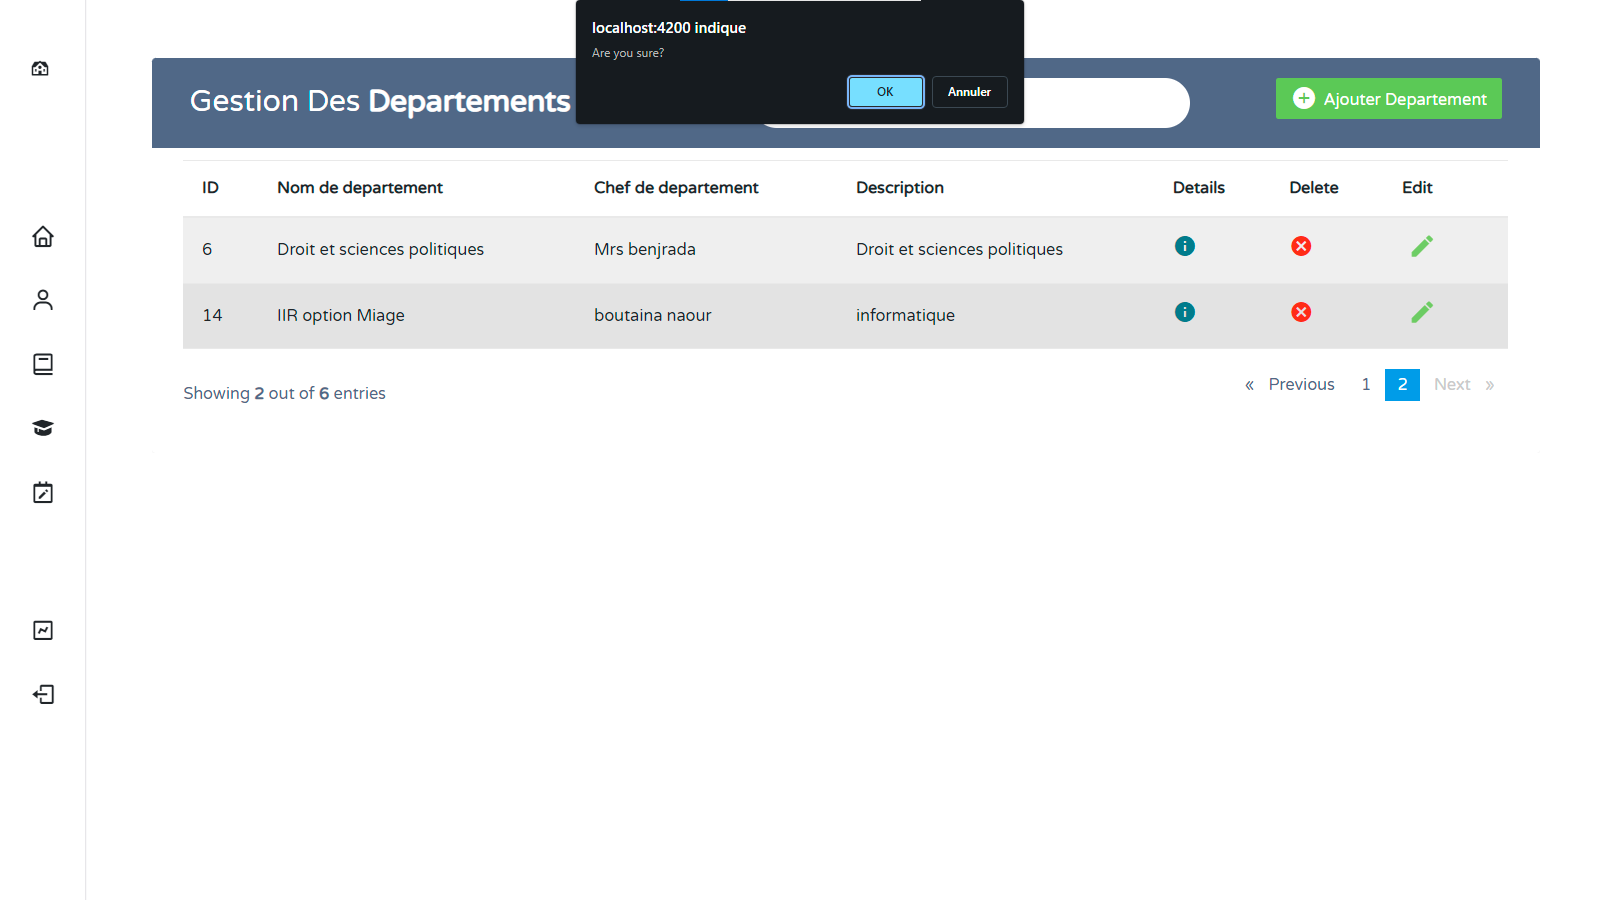 localhost:4200 indique
Are you sure?
OK
Annuler
Gestion Des Departements
Ajouter Departement
ID Nom de departement Chef de departement Description Details Delete Edit
6 Droit et sciences politiques Mrs benjrada Droit et sciences politiques
14 IIR option Miage boutaina naour informatique
Showing 2 out of 6 entries
« Previous 1 2 Next »